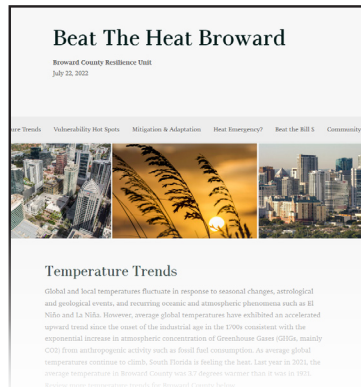 Beat The Heat Broward
Broward County Resilience Unit
July 22, 2022
ure Trends Vulnerability Hot Spots Mitigation & Adaptation Heat Emergency? Beat the Bill $ Community
Temperature Trends
Global and local temperatures fluctuate in response to seasonal changes, astrological
and geological events, and recurring oceanic and atmospheric phenomena such as El
Niño and La Niña. However, average global temperatures have exhibited an accelerated
upward trend since the onset of the industrial age in the 1700s consistent with the
exponential increase in atmospheric concentration of Greenhouse Gases (GHGs, mainly
CO2) from anthropogenic activity such as fossil fuel consumption. As average global
temperatures continue to climb, South Florida is feeling the heat. Last year in 2021, the
average temperature in Broward County was 3.7 degrees warmer than it was in 1895.